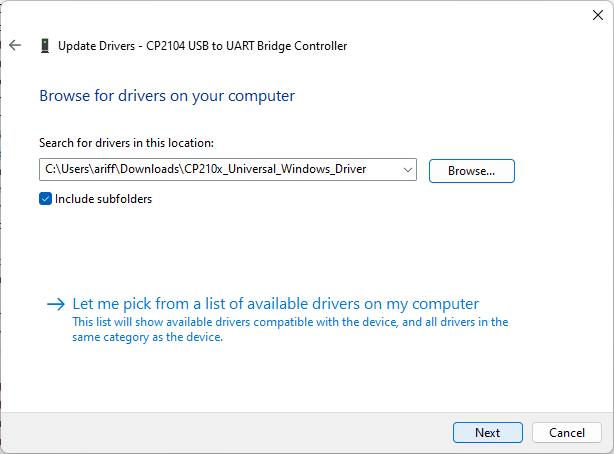 Update Drivers - CP2104 USB to UART Bridge Controller
Browse for drivers on your computer
Search for drivers in this location:
C:\Users\ariff\Downloads\CP210x_Universal_Windows_Driver
Browse...
Include subfolders
Let me pick from a list of available drivers on my computer
This list will show available drivers compatible with the device, and all drivers in the
same category as the device.
Next
Cancel